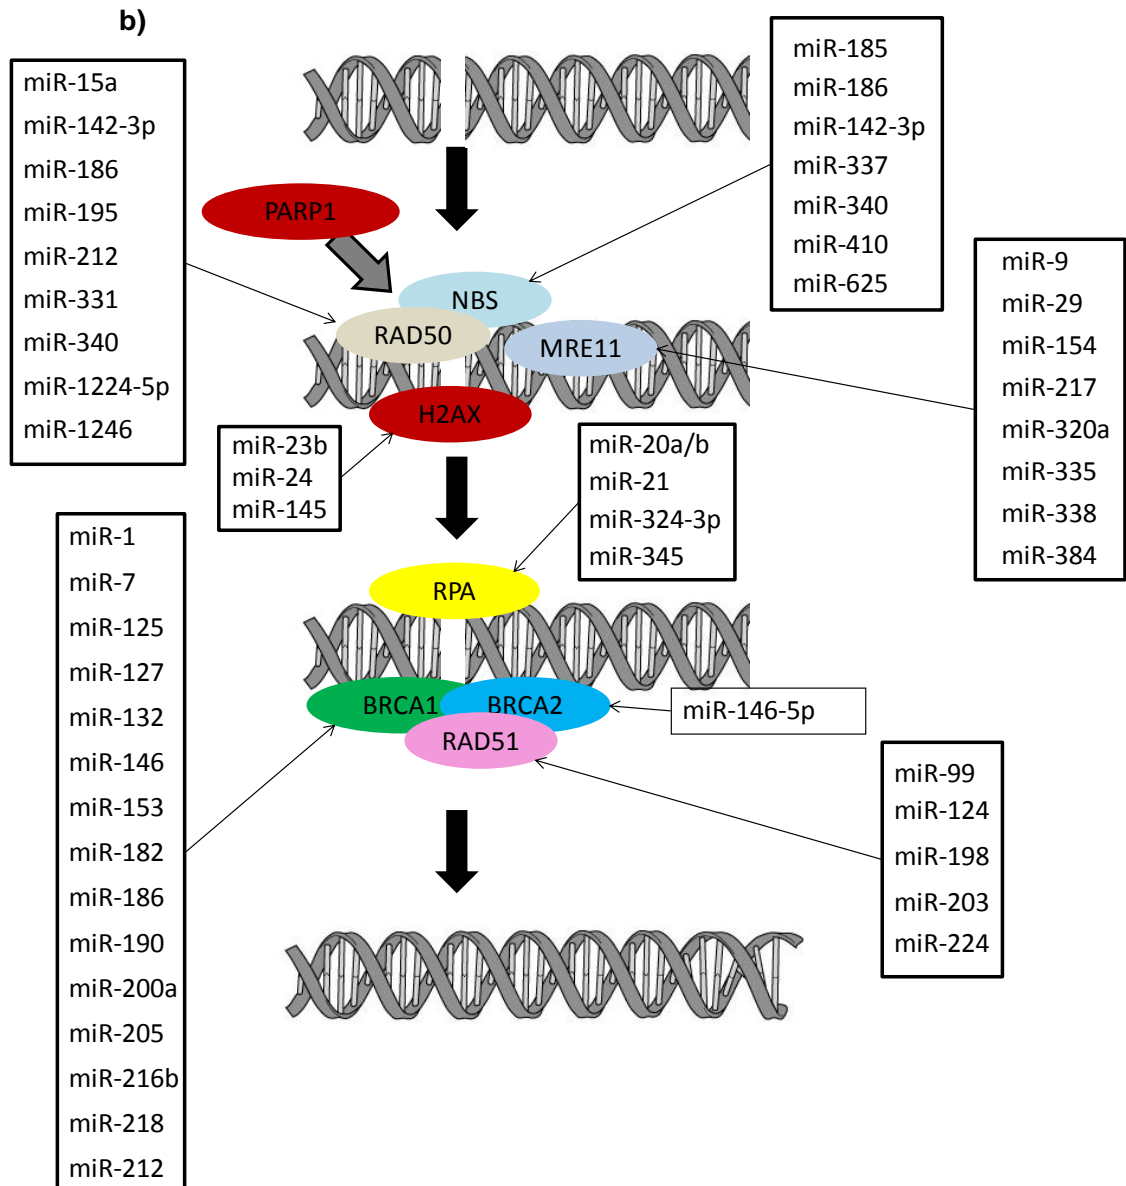 b)
miR-15a
miR-142-3p
miR-186
miR-195
miR-212
miR-331
miR-340
miR-1224-5p
miR-1246
miR-185
miR-186
miR-142-3p
miR-337
miR-340
miR-410
miR-625
PARP1
NBS
RAD50
MRE11
H2AX
miR-9
miR-29
miR-154
miR-217
miR-320a
miR-335
miR-338
miR-384
miR-23b
miR-24
miR-145
miR-20a/b
miR-21
miR-324-3p
miR-345
RPA
BRCA1
BRCA2
RAD51
miR-146-5p
miR-1
miR-7
miR-125
miR-127
miR-132
miR-146
miR-153
miR-182
miR-186
miR-190
miR-200a
miR-205
miR-216b
miR-218
miR-212
miR-99
miR-124
miR-198
miR-203
miR-224